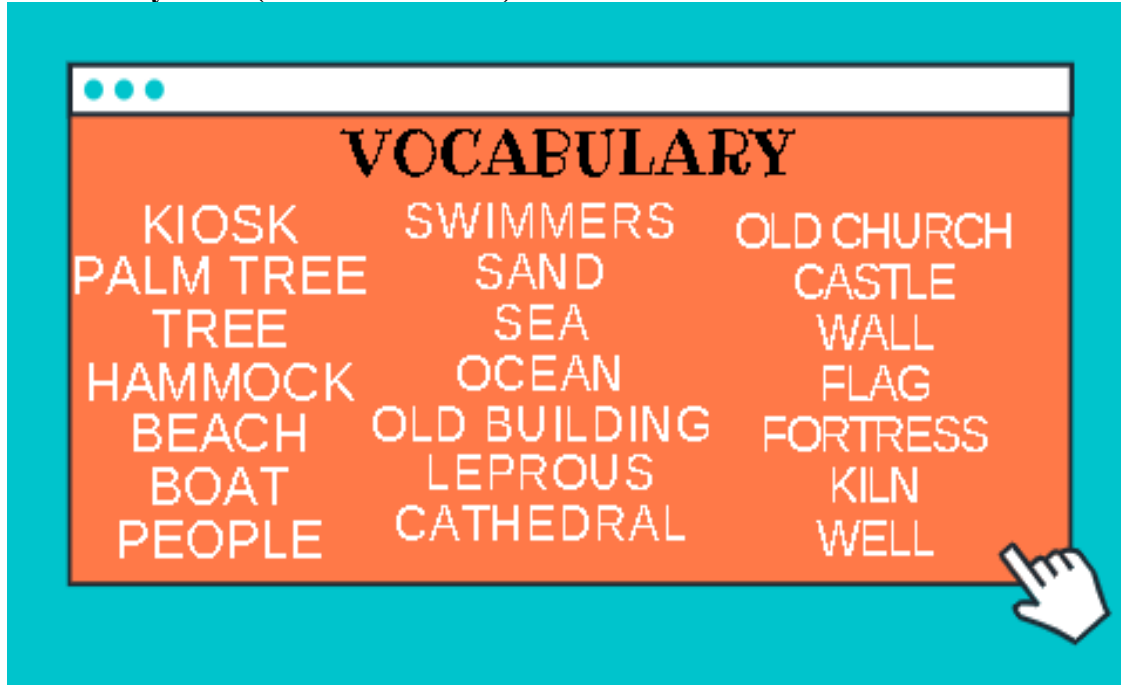 VOCABULARY
KIOSK
PALM TREE
TREE
HAMMOCK
BEACH
BOAT
PEOPLE
SWIMMERS
SAND
SEA
OCEAN
OLD BUILDING
LEPROUS
CATHEDRAL
OLD CHURCH
CASTLE
WALL
FLAG
FORTRESS
KILN
WELL